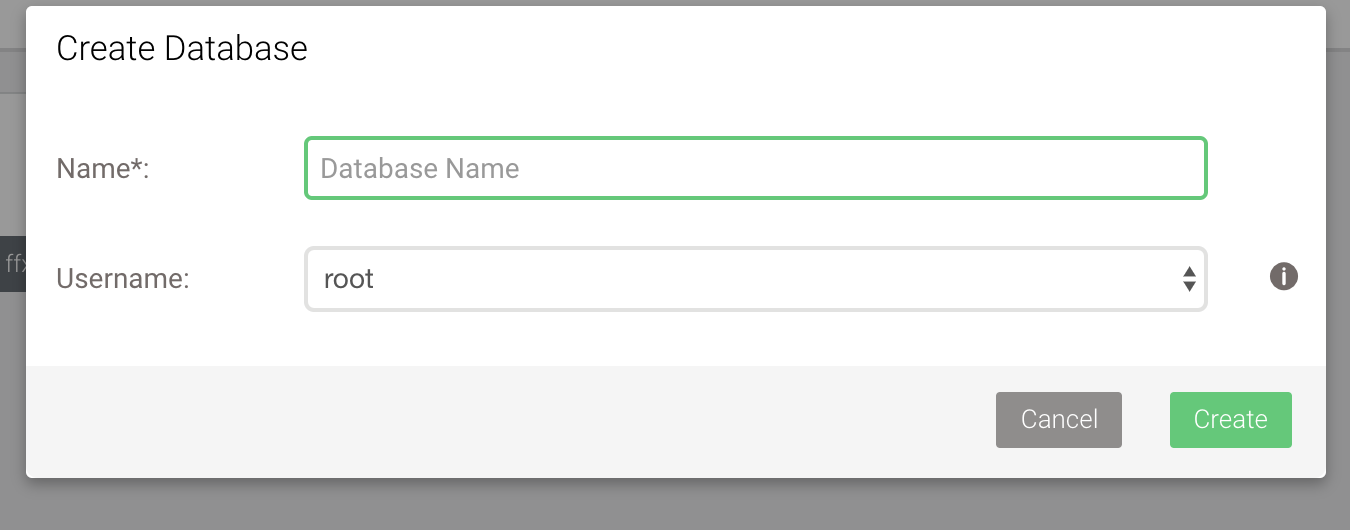 Create Database
Name*:
Database Name
Username:
root
Cancel
Create